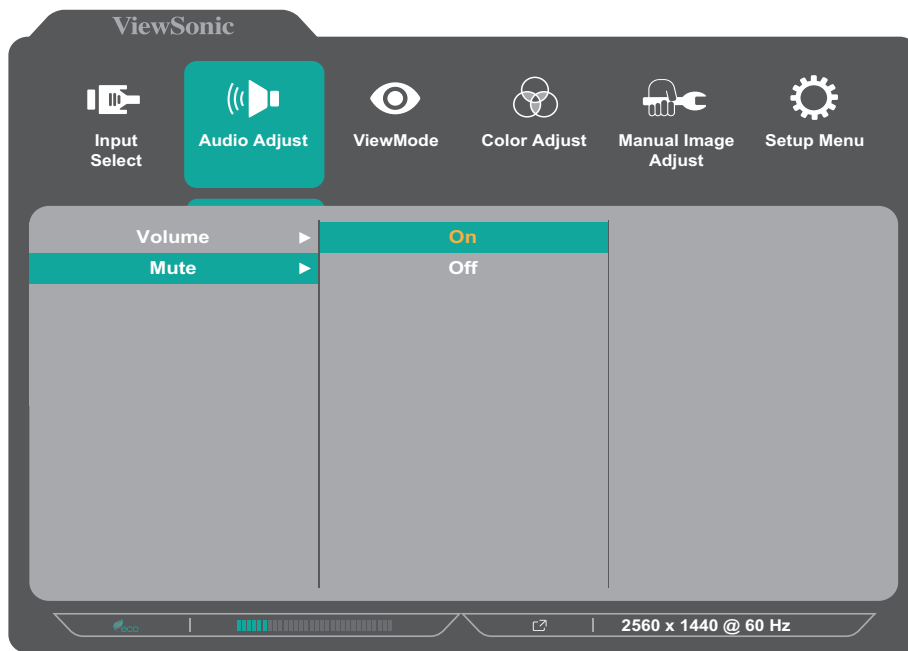 ViewSonic
Input
Select
Audio Adjust
ViewMode
Color Adjust
Manual Image
Adjust
Setup Menu
Volume
On
Mute
Off
eco
2560 x 1440 @ 60 Hz